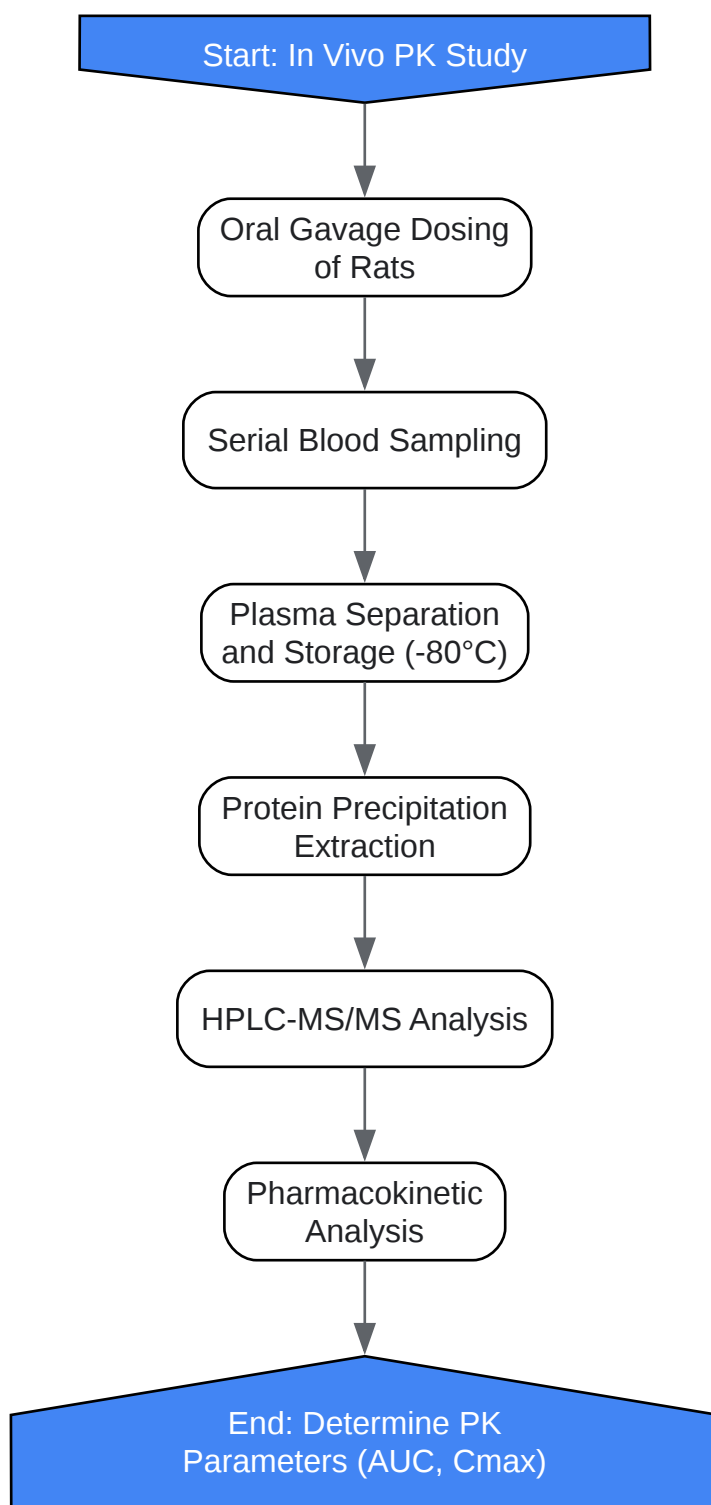 Start: In Vivo PK Study
Oral Gavage Dosing
of Rats
Serial Blood Sampling
Plasma Separation
and Storage (-80°C)
Protein Precipitation
Extraction
HPLC-MS/MS Analysis
Pharmacokinetic
Analysis
End: Determine PK
Parameters (AUC, Cmax)